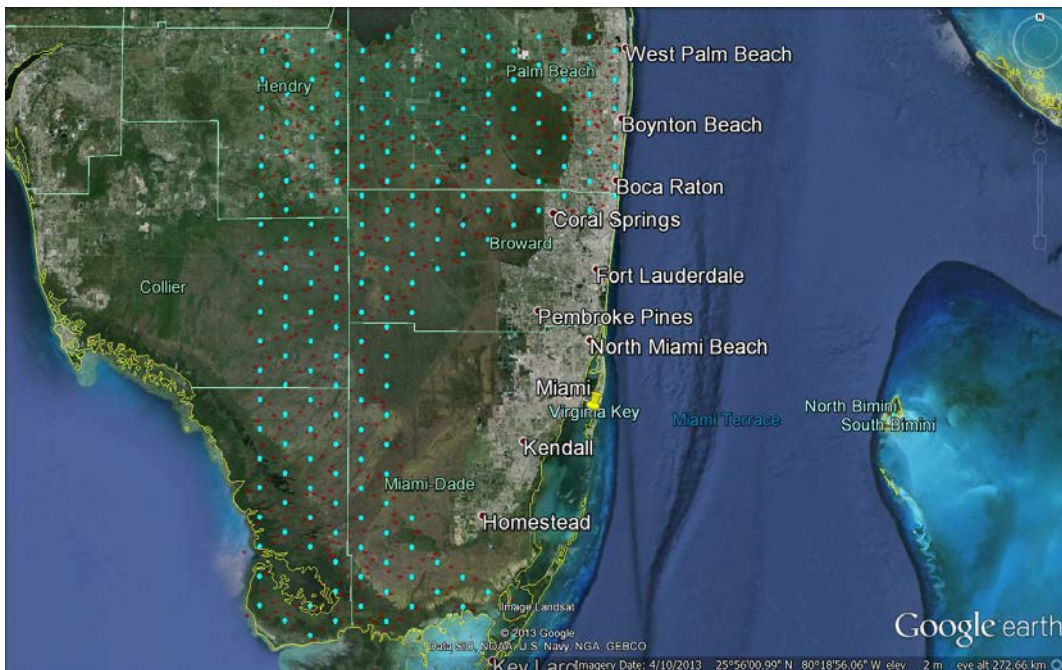 West Palm Beach
Palm Beach
Hendry
Boynton Beach
Boca Raton
Coral Springs
Broward
Fort Lauderdale
Collier
Pembroke Pines
North Miami Beach
Miami
Virginia Key
Miami Terrace
North Bimini
South Bimini
Kendall
Miami-Dade
Homestead
Image Landsat
© 2013 Google
Data SIO, NOAA, U.S. Navy, NGA, GEBCO
Google earth
Key Larg
Imagery Date: 4/10/2013 25°56'00.99" N 80°18'56.06" W elev 2 m eye alt 272.66 km
N